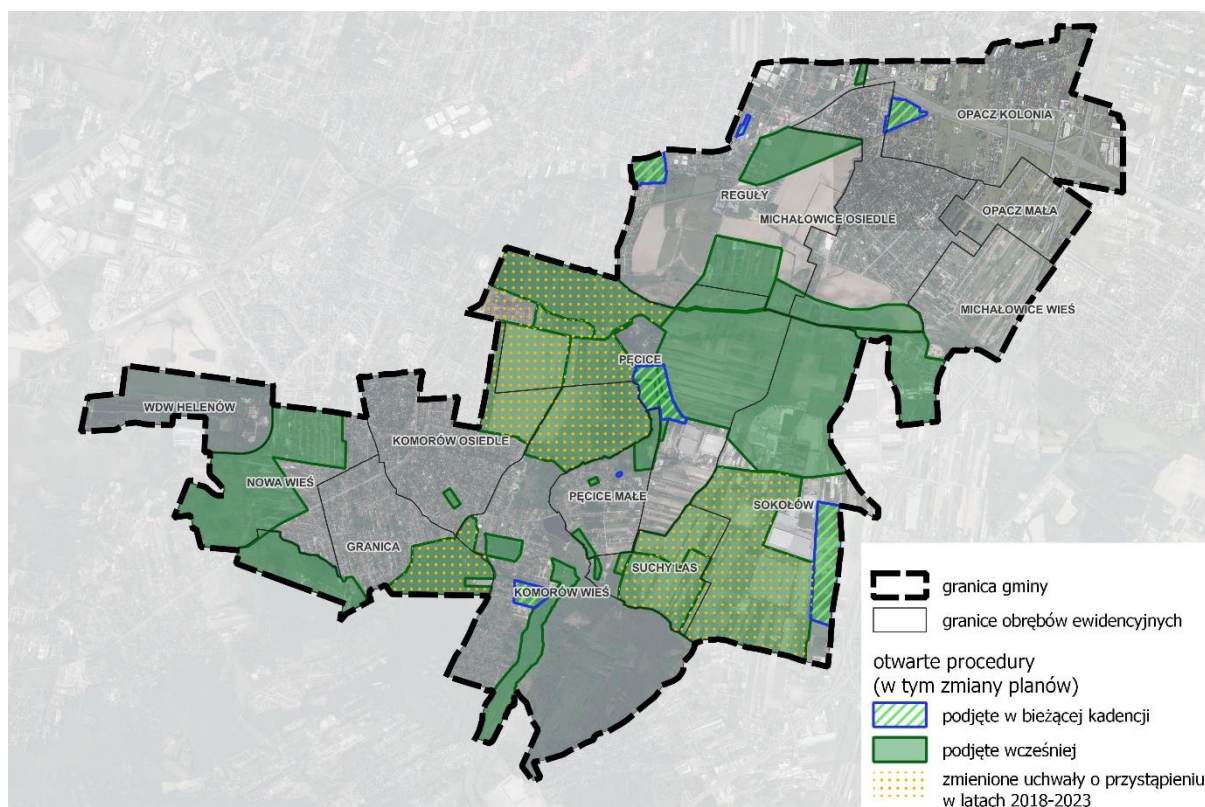 OPACZ KOLONIA
REGUŁY
MICHAŁOWICE OSIEDLE
OPACZ MAŁA
MICHAŁOWICE WIEŚ
PĘCICE
WDW HELENÓW
KOMORÓW OSIEDLE
NOWA WIEŚ
PĘCICE MAŁE
SOKOŁÓW
GRANICA
SUCHY LAS
KOMORÓW WIEŚ
granica gminy
granice obrębów ewidencyjnych
otwarte procedury
(w tym zmiany planów)
podjęte w bieżącej kadencji
podjęte wcześniej
zmienione uchwały o przystąpieniu
w latach 2018-2023